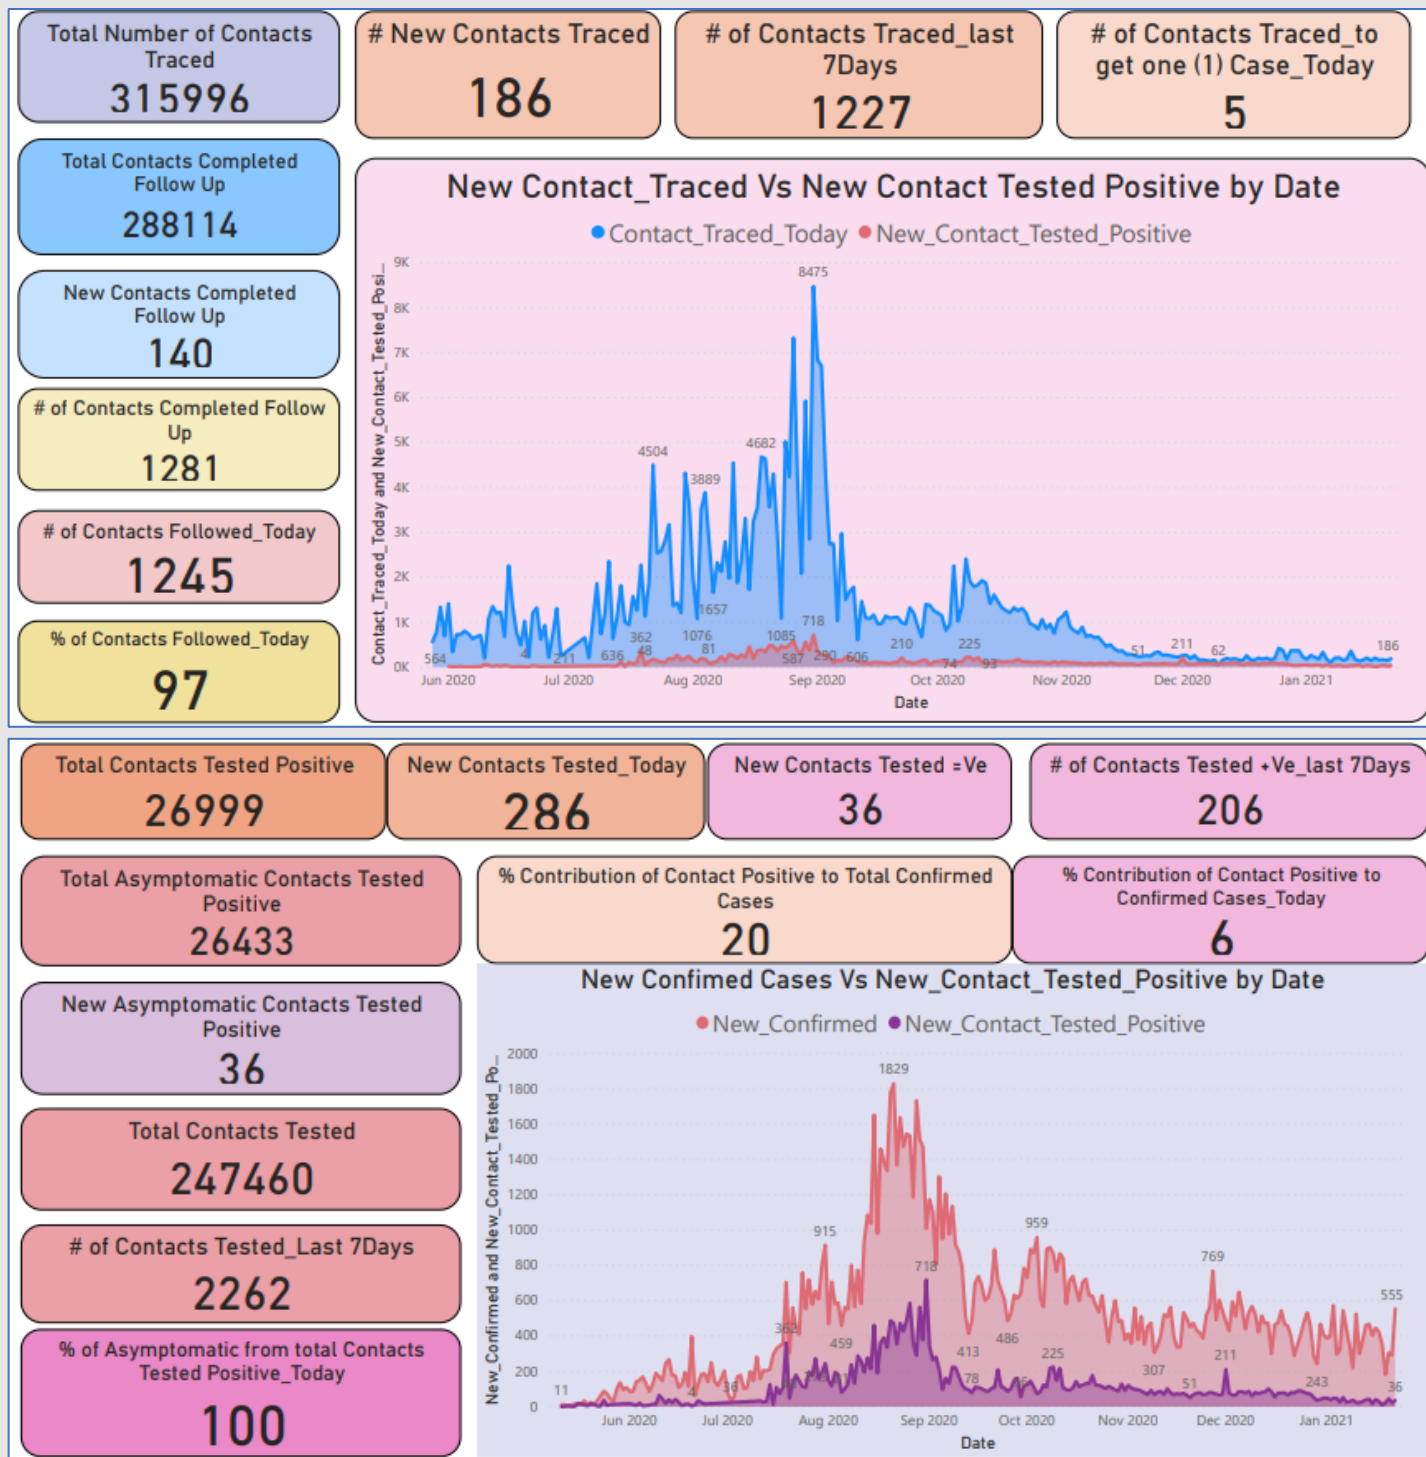 Total Number of Contacts
Traced
315996
# New Contacts Traced
186
# of Contacts Traced_last
7Days
1227
# of Contacts Traced_to
get one (1) Case_Today
5
Total Contacts Completed
Follow Up
288114
New Contacts Completed
Follow Up
140
# of Contacts Completed Follow
Up
1281
# of Contacts Followed_Today
1245
% of Contacts Followed_Today
97
New Contact_Traced Vs New Contact Tested Positive by Date
Contact_Traced_Today New_Contact_Tested_Positive
Contact_Traced_Today and New_Contact_Tested_Posi...
9K
8K
7K
6K
5K
4K
3K
2K
1K
0K
8475
4504
4682
3889
1657
718
362
1076
1085
48
81
210
225
211
564
4
211
636
587
290
606
74
93
51
62
186
Jun 2020 Jul 2020 Aug 2020 Sep 2020 Oct 2020 Nov 2020 Dec 2020 Jan 2021
Date
Total Contacts Tested Positive
26999
New Contacts Tested_Today
286
New Contacts Tested =Ve
36
# of Contacts Tested +Ve_last 7Days
206
Total Asymptomatic Contacts Tested
Positive
26433
% Contribution of Contact Positive to Total Confirmed
Cases
20
% Contribution of Contact Positive to
Confirmed Cases_Today
6
New Asymptomatic Contacts Tested
Positive
36
Total Contacts Tested
247460
# of Contacts Tested_Last 7Days
2262
% of Asymptomatic from total Contacts
Tested Positive_Today
100
New Confimed Cases Vs New_Contact_Tested_Positive by Date
New_Confirmed New_Contact_Tested_Positive
New_Confirmed and New_Contact_Tested_Po...
2000
1800
1600
1400
1200
1000
800
600
400
200
0
1829
915
959
718
769
555
362
459
413
486
225
211
307
243
11
4
36
78
51
36
Jun 2020 Jul 2020 Aug 2020 Sep 2020 Oct 2020 Nov 2020 Dec 2020 Jan 2021
Date